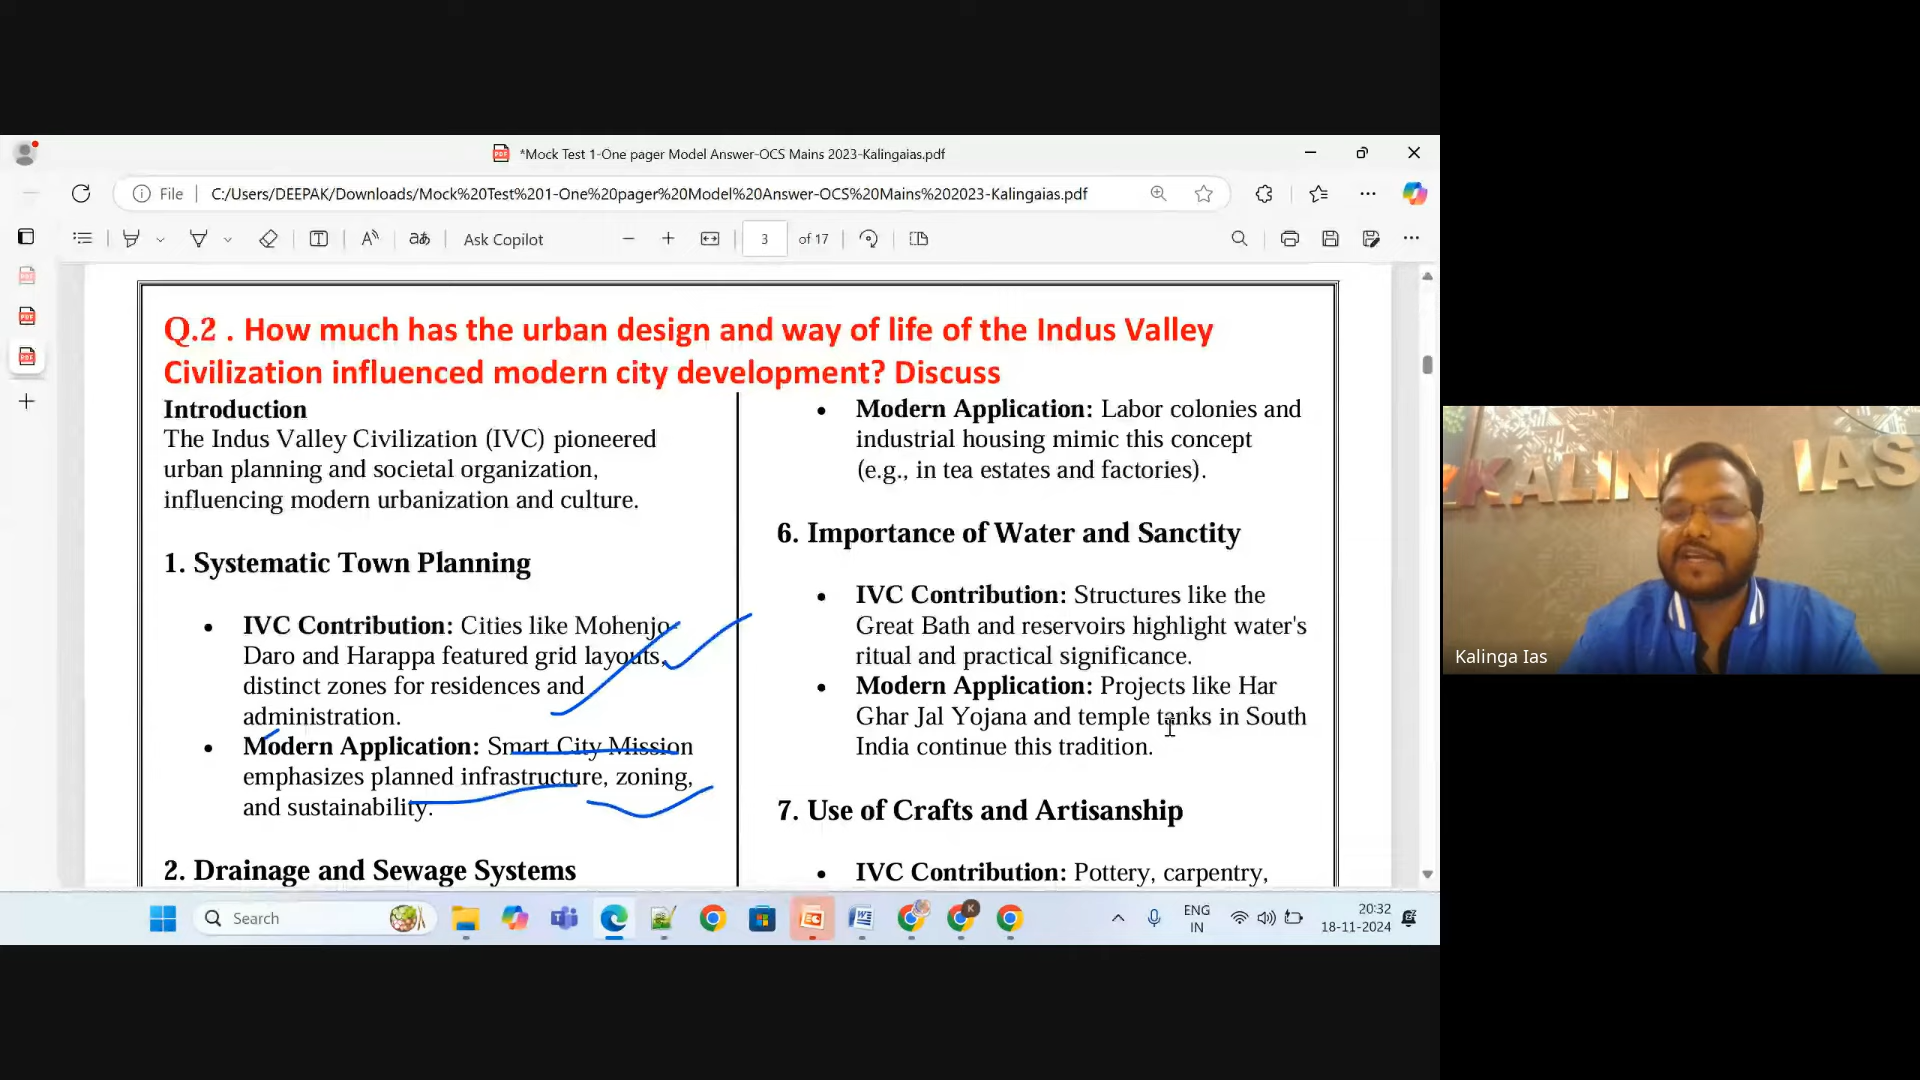 *Mock Test 1-One pager Model Answer-OCS Mains 2023-Kalingaias.pdf
File
C:/Users/DEEPAK/Downloads/Mock%20Test%201-One%20pager%20Model%20Answer-OCS%20Mains%202023-Kalingaias.pdf
Ask Copilot
3 of 17
Q.2 . How much has the urban design and way of life of the Indus Valley
Civilization influenced modern city development? Discuss
Introduction
The Indus Valley Civilization (IVC) pioneered
urban planning and societal organization,
influencing modern urbanization and culture.
1. Systematic Town Planning
• IVC Contribution: Cities like Mohenjo-
Daro and Harappa featured grid layouts,
distinct zones for residences and
administration.
• Modern Application: Smart City Mission
emphasizes planned infrastructure, zoning,
and sustainability.
2. Drainage and Sewage Systems
• Modern Application: Labor colonies and
industrial housing mimic this concept
(e.g., in tea estates and factories).
6. Importance of Water and Sanctity
• IVC Contribution: Structures like the
Great Bath and reservoirs highlight water's
ritual and practical significance.
• Modern Application: Projects like Har
Ghar Jal Yojana and temple tanks in South
India continue this tradition.
7. Use of Crafts and Artisanship
• IVC Contribution: Pottery, carpentry,
KALINGA IAS
Kalinga Ias
Search
ENG
IN
20:32
18-11-2024